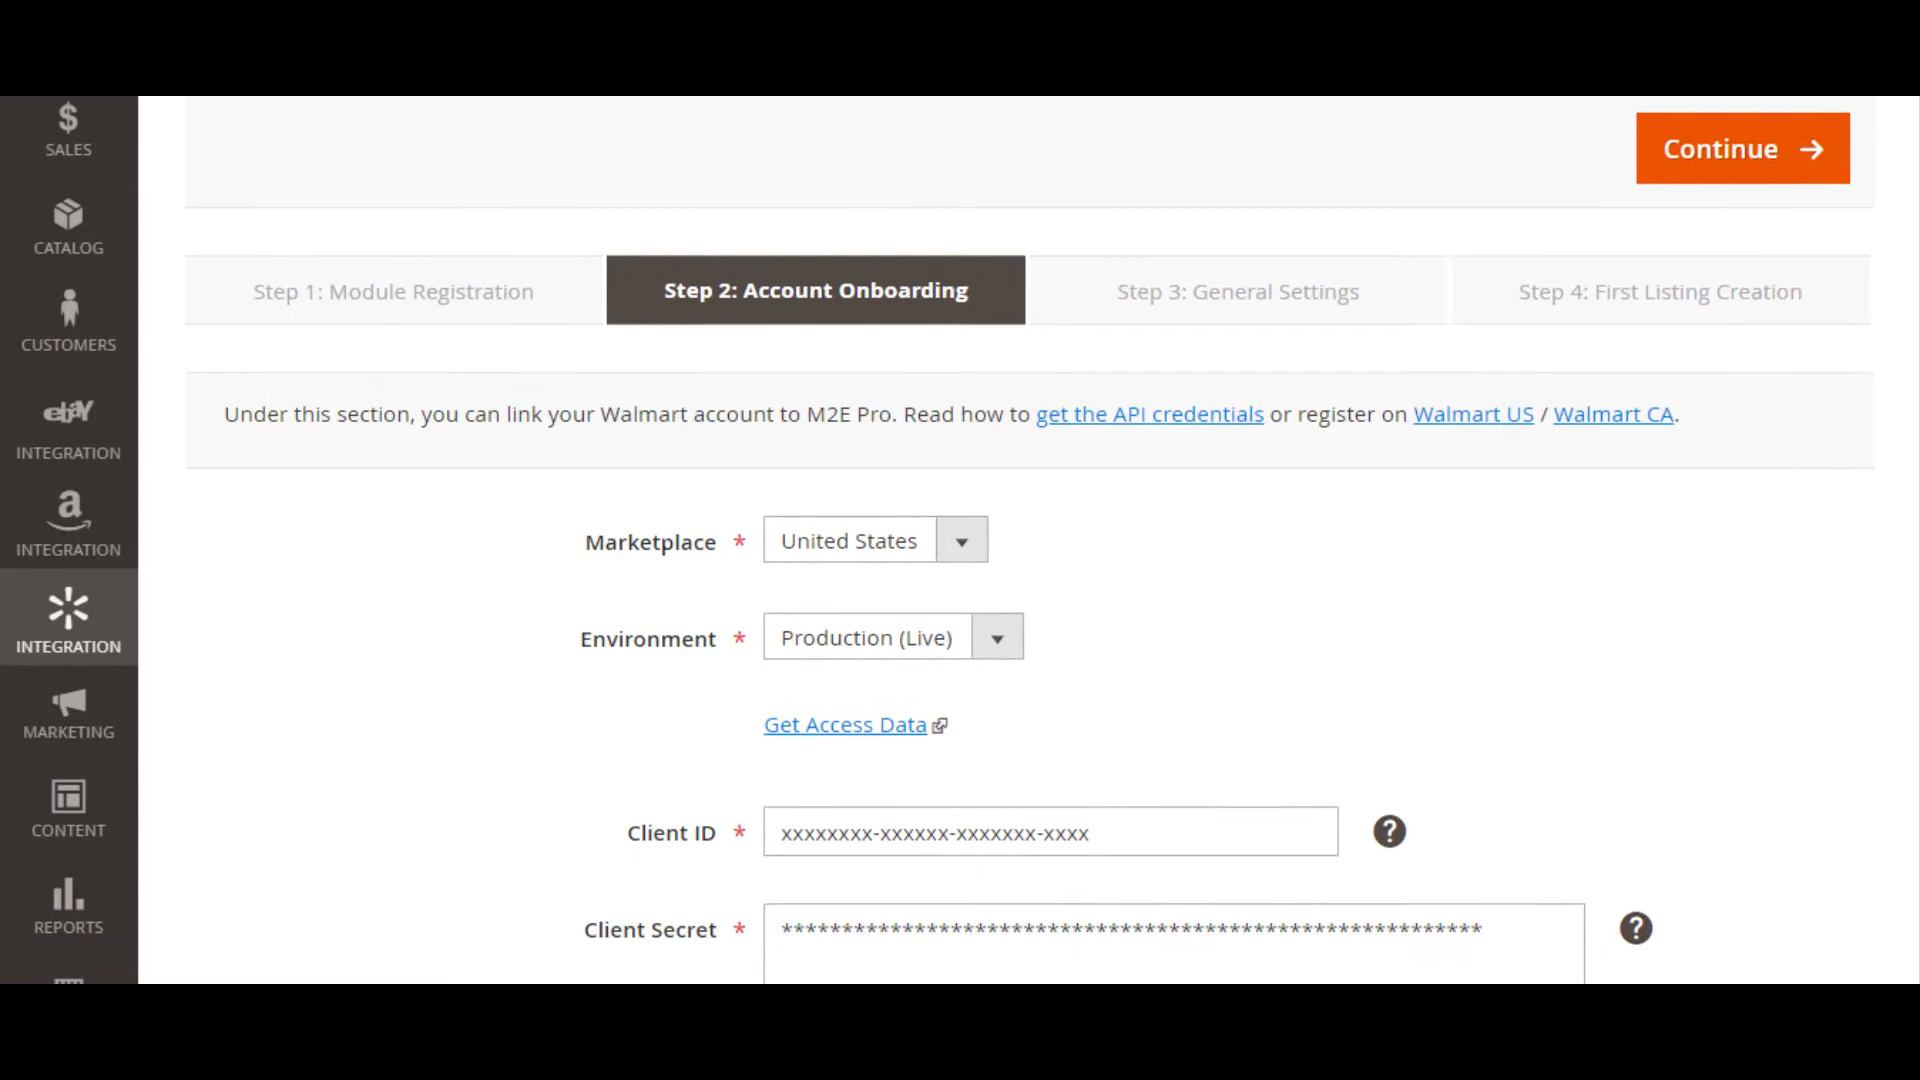 SALES
CATALOG
CUSTOMERS
ebay
INTEGRATION
a
INTEGRATION
INTEGRATION
MARKETING
CONTENT
REPORTS
Continue
Step 1: Module Registration
Step 2: Account Onboarding
Step 3: General Settings
Step 4: First Listing Creation
Under this section, you can link your Walmart account to M2E Pro. Read how to get the API credentials or register on Walmart US / Walmart CA.
Marketplace * United States
Environment * Production (Live)
Get Access Data
Client ID * xxxxxxxx-xxxxxx-xxxxxxx-xxxx ?
Client Secret * ********************************************************** ?